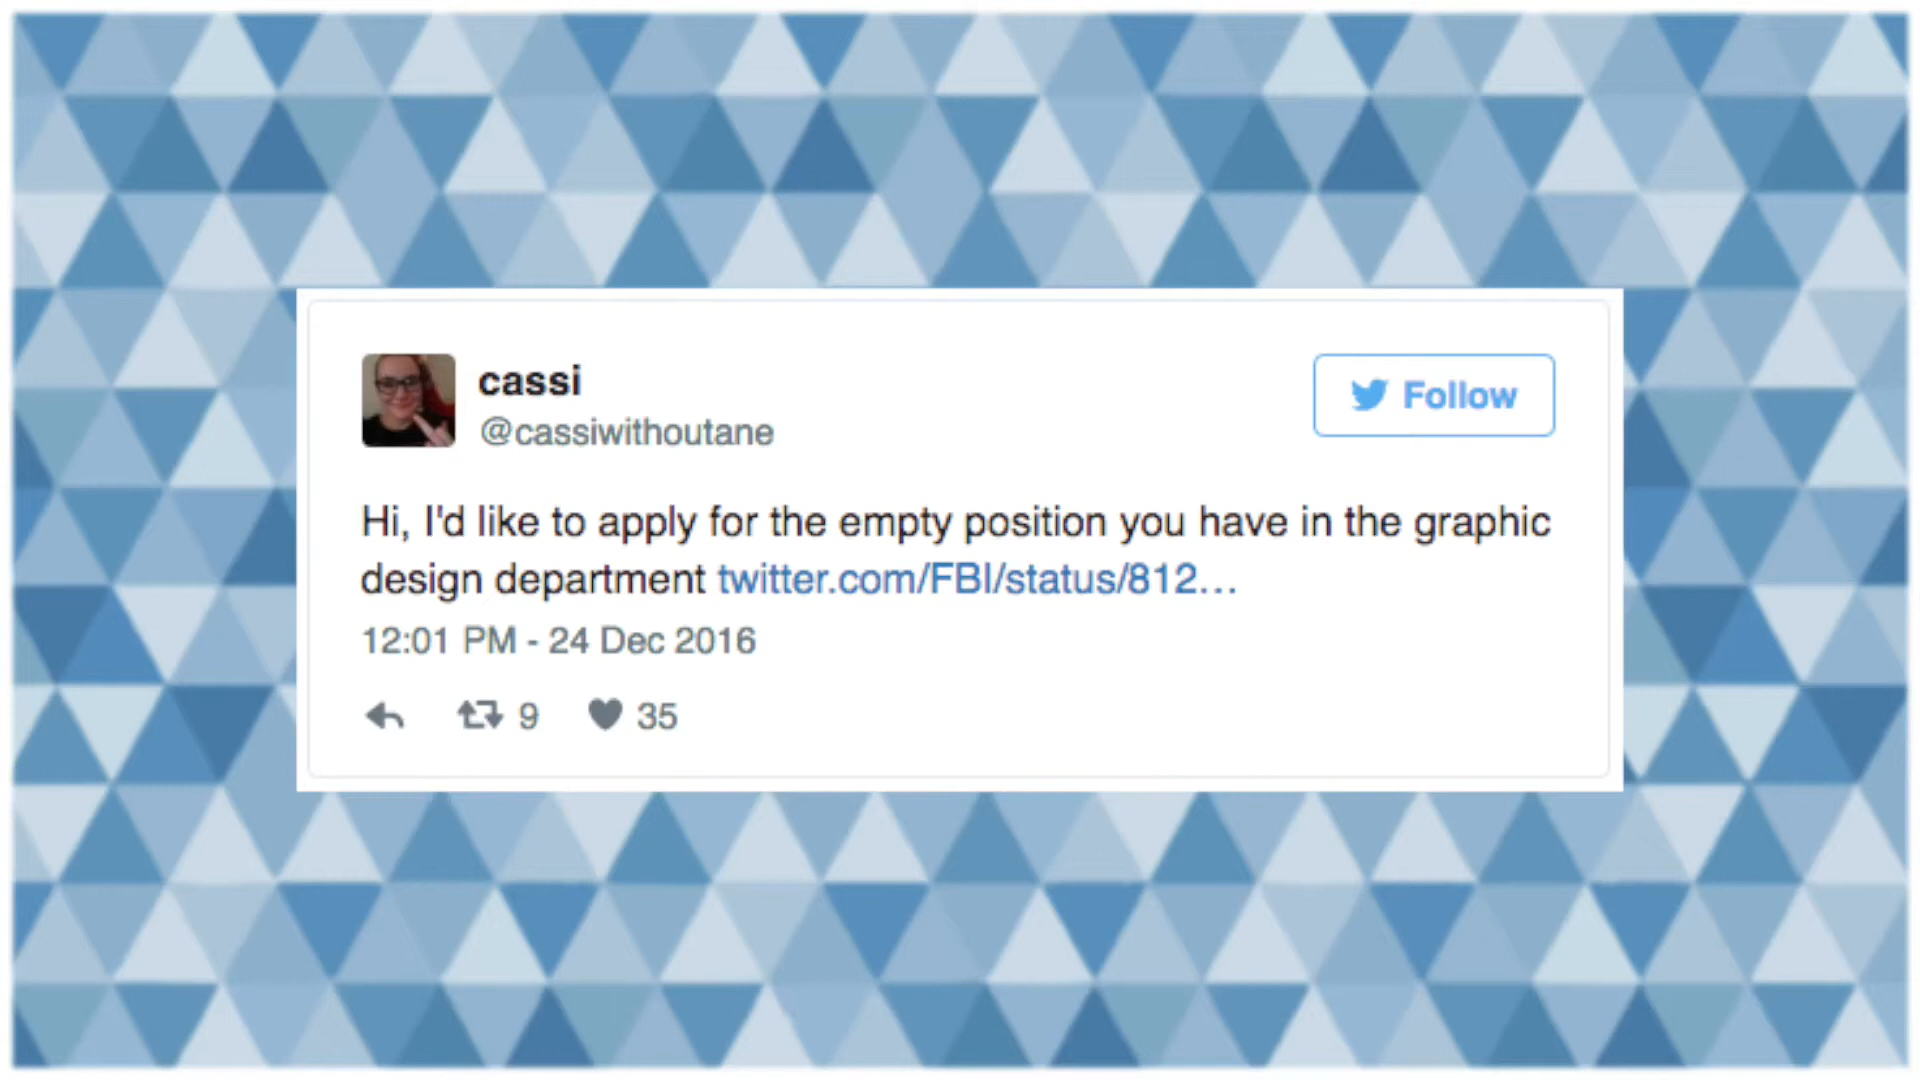 cassi
@cassiwithoutane
Follow
Hi, I'd like to apply for the empty position you have in the graphic
design department twitter.com/FBI/status/812…
12:01 PM - 24 Dec 2016
9 35